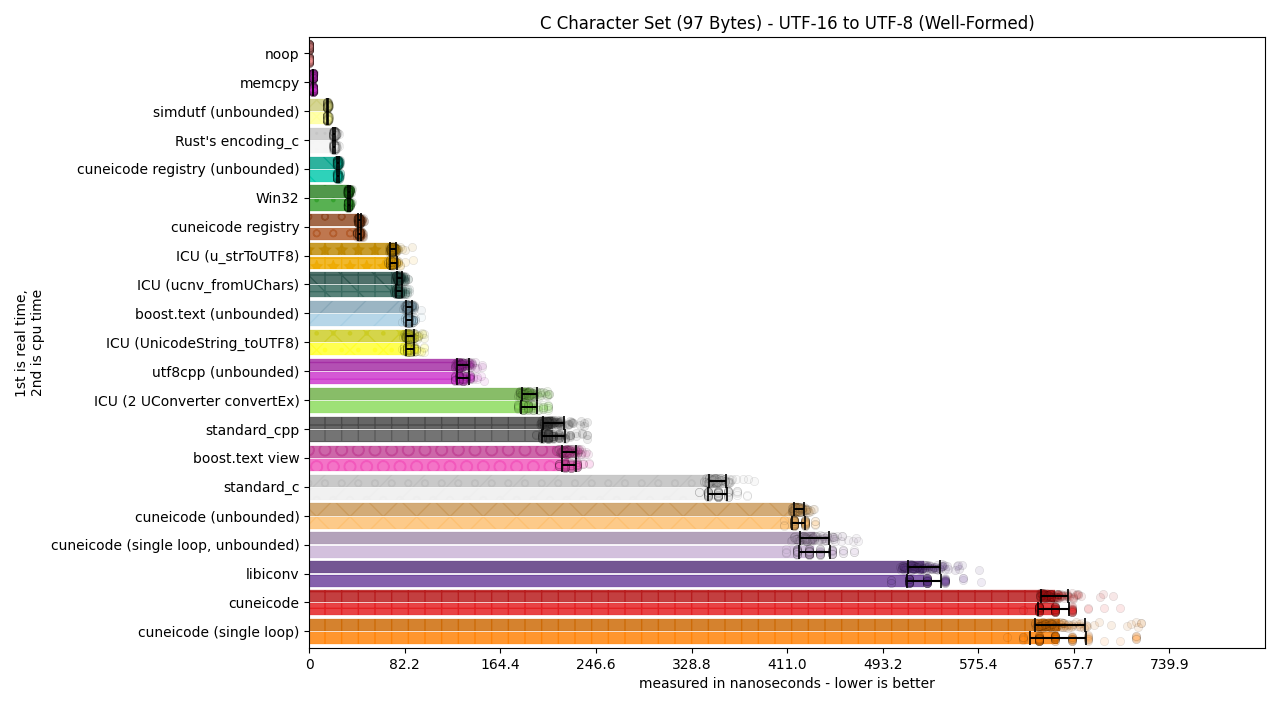 C Character Set (97 Bytes) - UTF-16 to UTF-8 (Well-Formed)
noop
memcpy
simdutf (unbounded)
Rust's encoding_c
cuneicode registry (unbounded)
Win32
cuneicode registry
ICU (u_strToUTF8)
ICU (ucnv_fromUChars)
boost.text (unbounded)
ICU (UnicodeString_toUTF8)
utf8cpp (unbounded)
ICU (2 UConverter convertEx)
standard_cpp
boost.text view
standard_c
cuneicode (unbounded)
cuneicode (single loop, unbounded)
libiconv
cuneicode
cuneicode (single loop)
1st is real time,
2nd is cpu time
0 82.2 164.4 246.6 328.8 411.0 493.2 575.4 657.7 739.9
measured in nanoseconds - lower is better